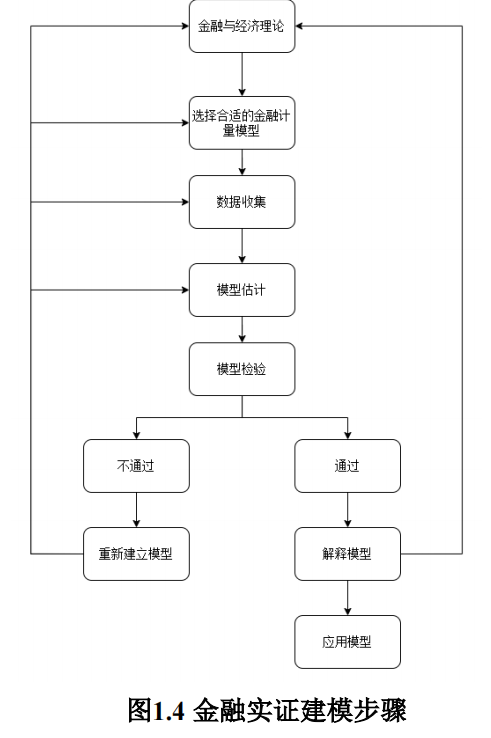 金融与经济理论
选择合适的金融计
量模型
数据收集
模型估计
模型检验
不通过
通过
重新建立模型
解释模型
应用模型
图1.4 金融实证建模步骤